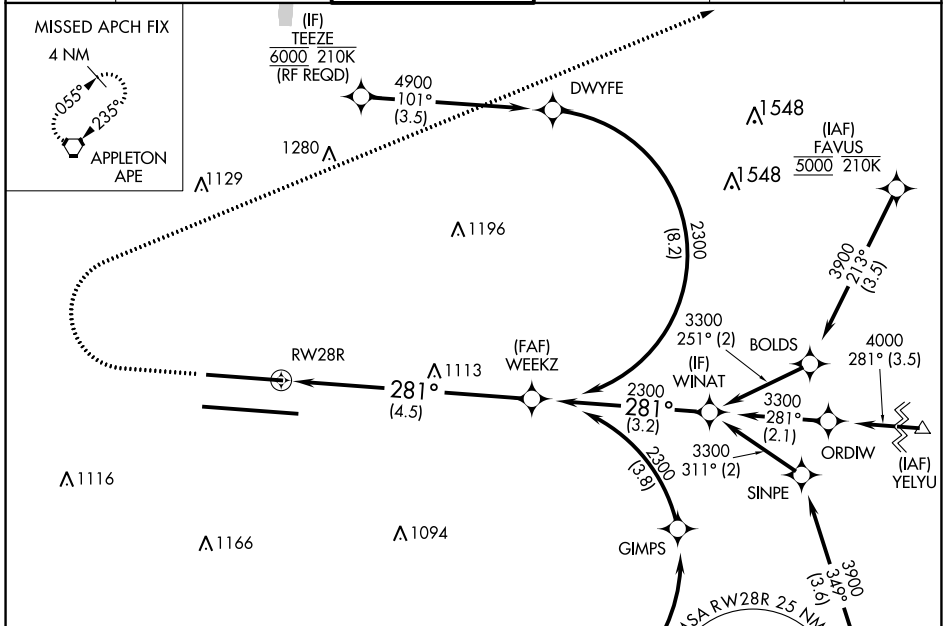 MISSED APCH FIX
4 NM
055°
235°
APPLETON
APE
(IF)
TEEZE
6000 210K
(RF REQD)
4900
101°
(3.5)
DWYFE
1548
(IAF)
FAVUS
5000 210K
1548
1280
1129
1196
2300
(8.2)
3900
213°
(3.5)
3300
251° (2)
BOLDS
4000
281° (3.5)
RW28R
1113
(FAF)
WEEKZ
(IF)
WINAT
281°
(4.5)
2300
281°
(3.2)
3300
281°
(2.1)
ORDIW
(IAF)
YELYU
3300
311° (2)
SINPE
2300
(3.8)
GIMPS
1116
1166
1094
3900
349°
(3.6)
SA RW28R 25 NM